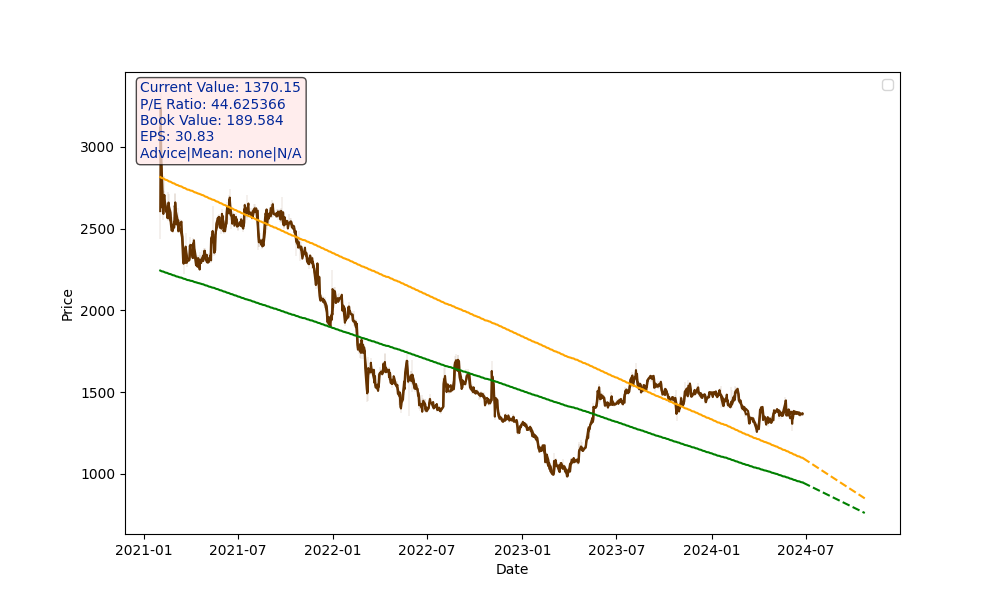 Current Value: 1370.15
P/E Ratio: 44.625366
Book Value: 189.584
EPS: 30.83
Advice|Mean: none|N/A
3000
2500
2000
1500
1000
Price
2021-01 2021-07 2022-01 2022-07 2023-01 2023-07 2024-01 2024-07
Date